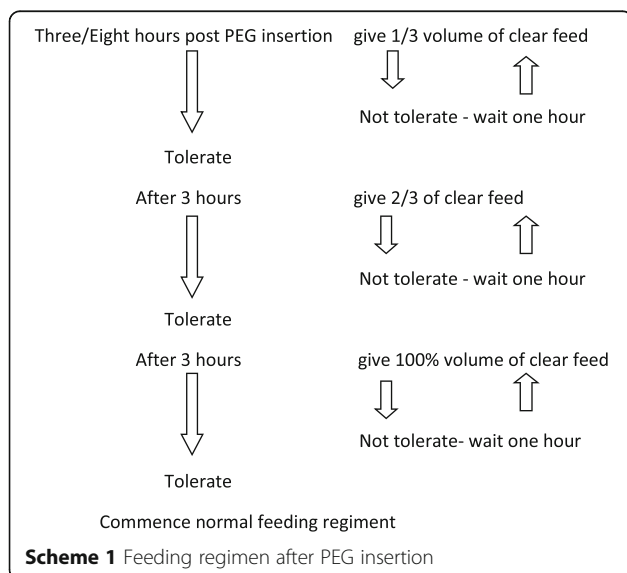 Three/Eight hours post PEG insertion give 1/3 volume of clear feed
Not tolerate - wait one hour
Tolerate
After 3 hours give 2/3 of clear feed
Not tolerate - wait one hour
Tolerate
After 3 hours give 100% volume of clear feed
Not tolerate- wait one hour
Tolerate
Commence normal feeding regiment
Scheme 1 Feeding regimen after PEG insertion